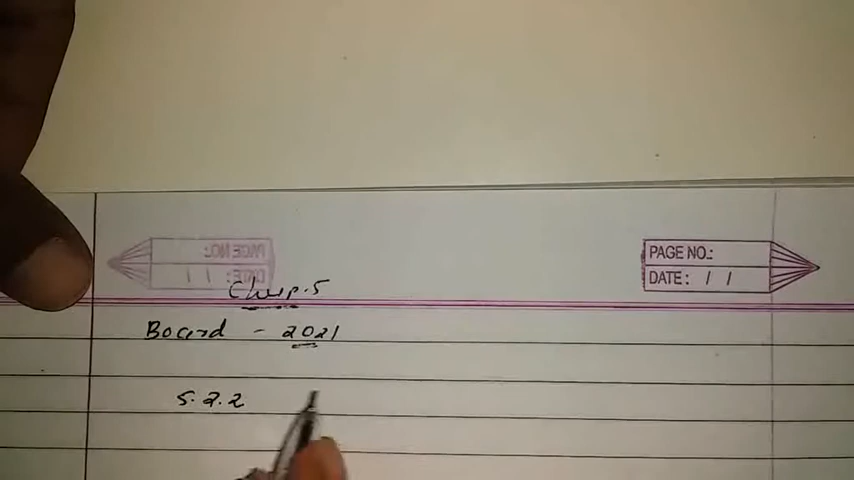 PAGE NO.:
DATE: / /
Chap. 5
Board - 2021
5.2.2